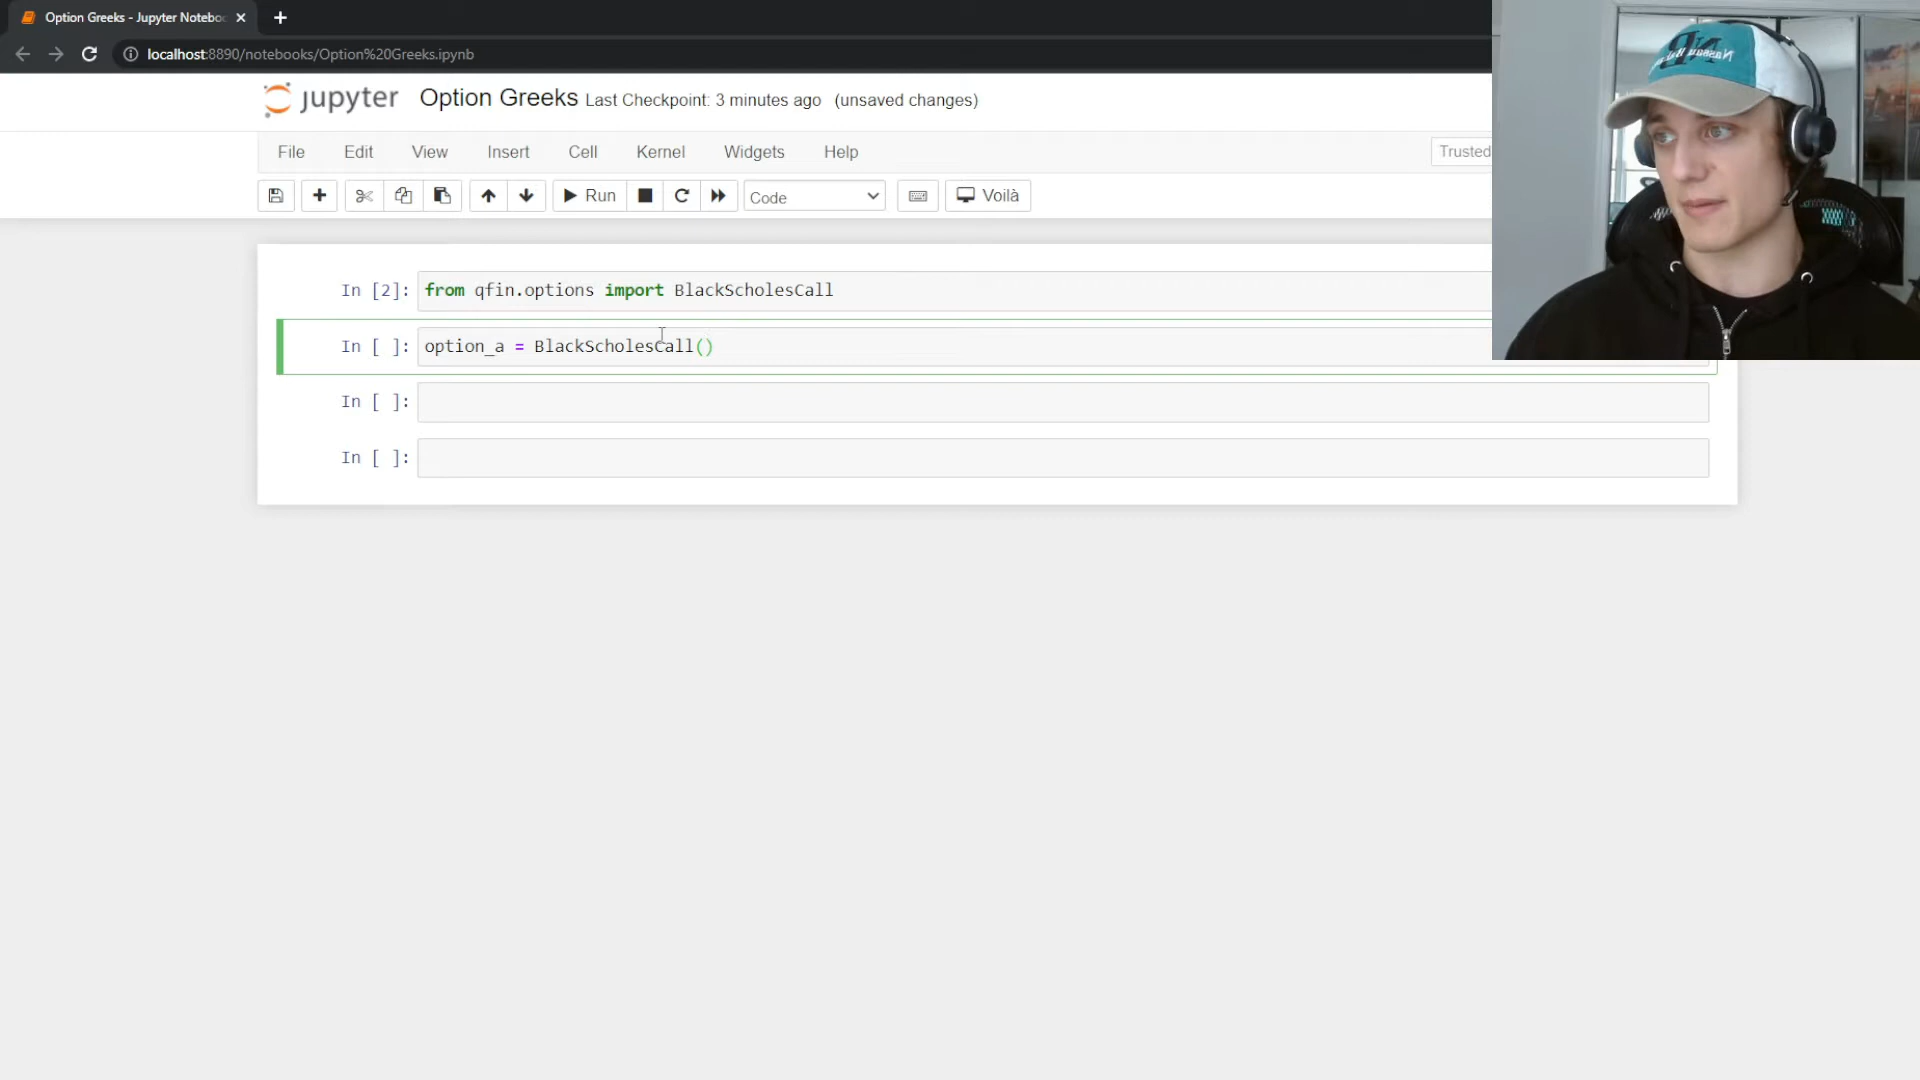 Option Greeks - Jupyter Notebo
localhost:8890/notebooks/Option%20Greeks.ipynb
jupyter Option Greeks Last Checkpoint: 3 minutes ago (unsaved changes)
File Edit View Insert Cell Kernel Widgets Help Trusted
Run Code Voilà
In [2]: from qfin.options import BlackScholesCall
In [ ]: option_a = BlackScholesCall()
In [ ]:
In [ ]: